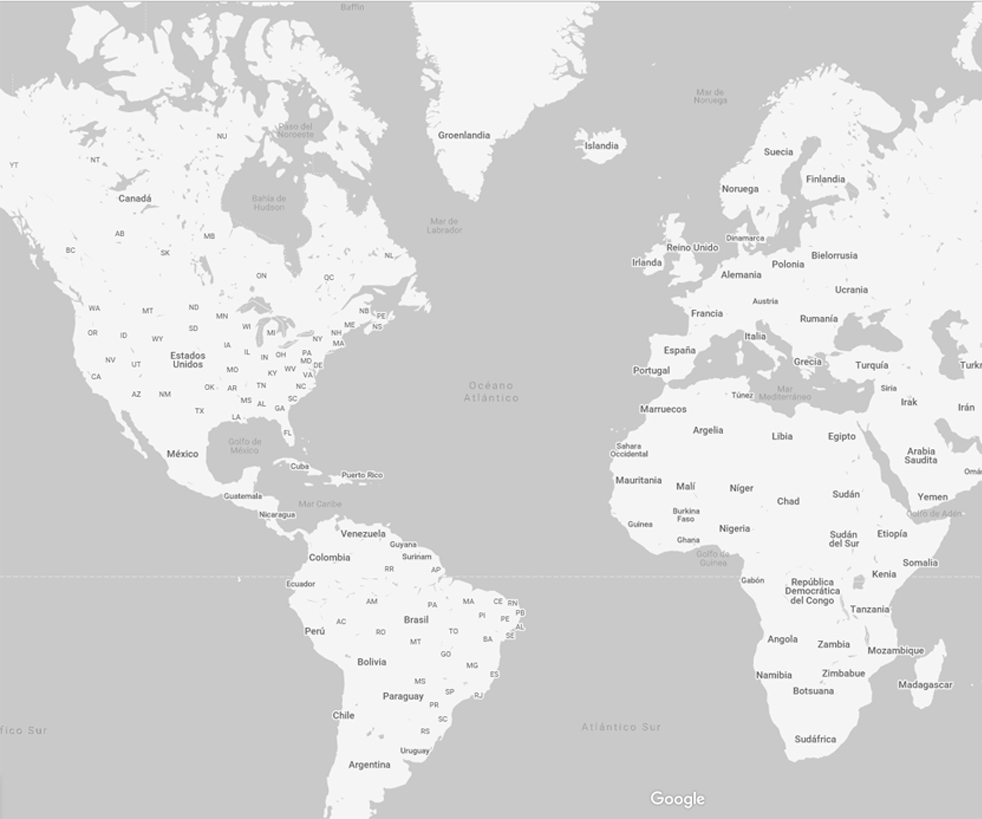 Baffin
Mar de
Noruega
Paso del
Noroeste
Groenlandia
Islandia
NU
YT
NT
Suecia
Finlandia
Noruega
Canadá
Bahía de
Hudson
Mar de
Labrador
AB
MB
BC
SK
NL
ON
QC
Dinamarca
Reino Unido
Irlanda
Bielorrusia
Polonia
Alemania
Ucrania
Austria
Francia
Rumanía
WA
MT
ND
MN
NB
PE
OR
ID
WY
SD
WI
MI
ME
NS
NH
NY
MA
IA
IL
IN
OH
PA
MD
DE
NV
UT
Estados
Unidos
MO
KY
WV
VA
CA
AZ
NM
OK
AR
TN
NC
MS
AL
SC
GA
TX
LA
FL
Italia
España
Portugal
Grecia
Turquía
Turkr
Océano
Atlántico
Mar
Mediterráneo
Túnez
Siria
Irak
Irán
Marruecos
Argelia
Libia
Egipto
Sahara
Occidental
Arabia
Saudita
Omá
México
Golfo de
México
Cuba
Puerto Rico
Guatemala
Mar Caribe
Nicaragua
Mauritania
Malí
Níger
Chad
Sudán
Yemen
Golfo de Adén
Burkina
Faso
Guinea
Ghana
Nigeria
Golfo de
Guinea
Sudán
del Sur
Etiopía
Somalia
Venezuela
Guyana
Surinam
Colombia
RR
AP
Ecuador
Gabón
República
Democrática
del Congo
Kenia
Tanzania
AM
PA
MA
CE
RN
PB
PI
PE
AL
SE
AC
Brasil
Perú
RO
TO
BA
MT
GO
Bolivia
MG
ES
MS
Paraguay
SP
RJ
PR
Chile
SC
RS
Uruguay
Argentina
Angola
Zambia
Mozambique
Namibia
Zimbabue
Botsuana
Madagascar
Sudáfrica
fico Sur
Atlántico Sur
Google